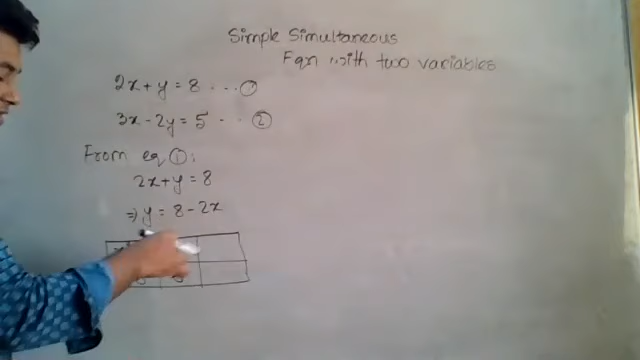 Simple Simultaneous
Eqn with two variables
2x + y = 8 ... ①
3x - 2y = 5 .. ②
From eq ①:
2x + y = 8
⇒ y = 8 - 2x